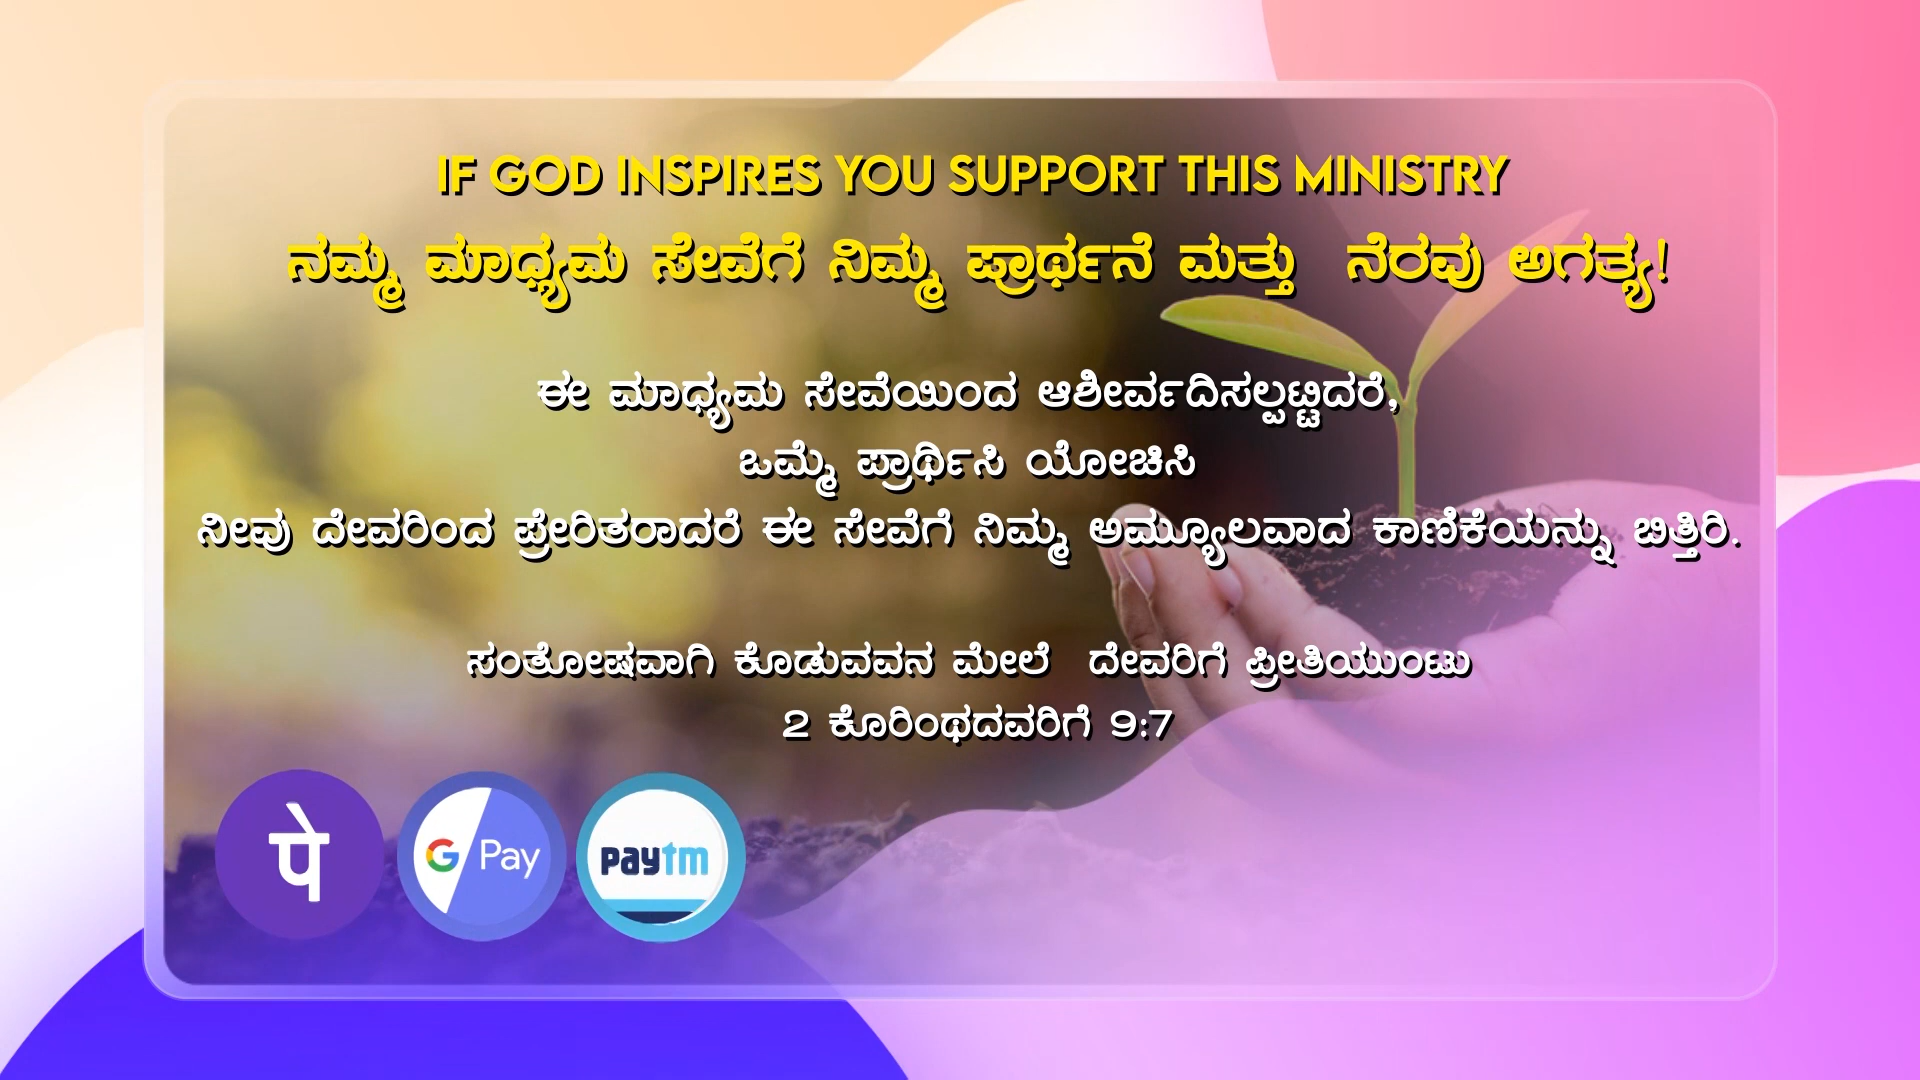 IF GOD INSPIRES YOU SUPPORT THIS MINISTRY
ನಮ್ಮ ಮಾಧ್ಯಮ ಸೇವೆಗೆ ನಿಮ್ಮ ಪ್ರಾರ್ಥನೆ ಮತ್ತು ನೆರವು ಅಗತ್ಯ!
ಈ ಮಾಧ್ಯಮ ಸೇವೆಯಿಂದ ಆಶೀರ್ವದಿಸಲ್ಪಟ್ಟಿದರೆ,
ಒಮ್ಮೆ ಪ್ರಾರ್ಥಿಸಿ ಯೋಚಿಸಿ
ನೀವು ದೇವರಿಂದ ಪ್ರೇರಿತರಾದರೆ ಈ ಸೇವೆಗೆ ನಿಮ್ಮ ಅಮ್ಯೂಲವಾದ ಕಾಣಿಕೆಯನ್ನು ಬಿತ್ತಿರಿ.
ಸಂತೋಷವಾಗಿ ಕೊಡುವವನ ಮೇಲೆ ದೇವರಿಗೆ ಪ್ರೀತಿಯುಂಟು
2 ಕೊರಿಂಥದವರಿಗೆ 9:7
पे G Pay paytm